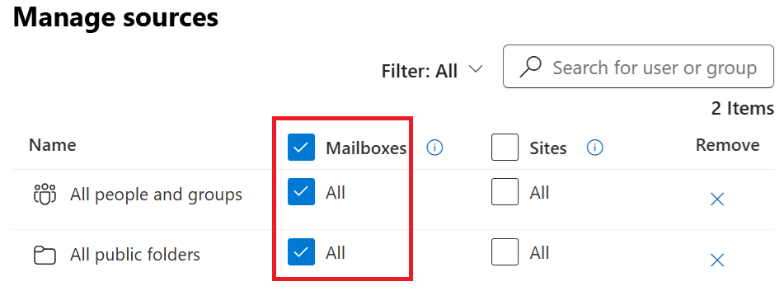 Manage sources
Filter: All
Search for user or group
2 Items
Name Mailboxes Sites Remove
All people and groups All All
All public folders All All